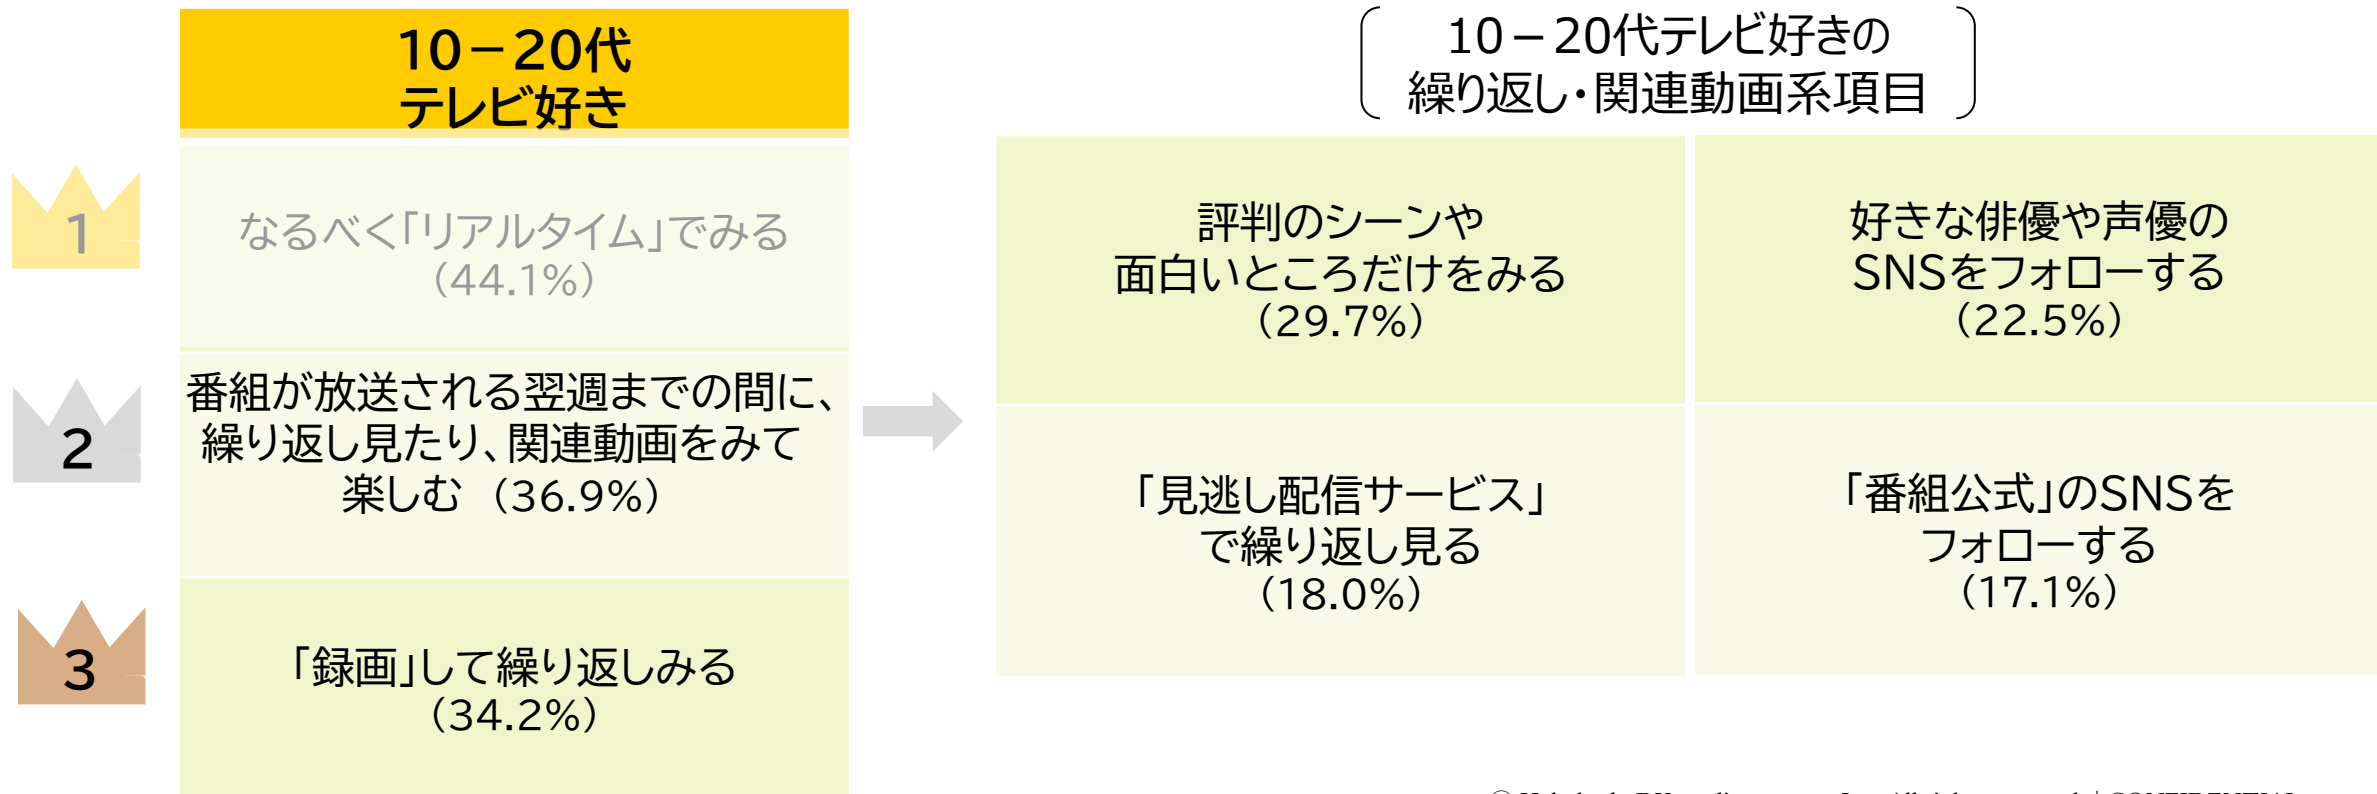 10－20代
テレビ好き
1
なるべく「リアルタイム」でみる
（44.1%）
2
番組が放送される翌週までの間に、
繰り返し見たり、関連動画をみて
楽しむ （36.9%）
3
「録画」して繰り返しみる
（34.2%）
10－20代テレビ好きの
繰り返し・関連動画系項目
評判のシーンや
面白いところだけをみる
（29.7%）
好きな俳優や声優の
SNSをフォローする
（22.5%）
「見逃し配信サービス」
で繰り返し見る
（18.0%）
「番組公式」のSNSを
フォローする
（17.1%）